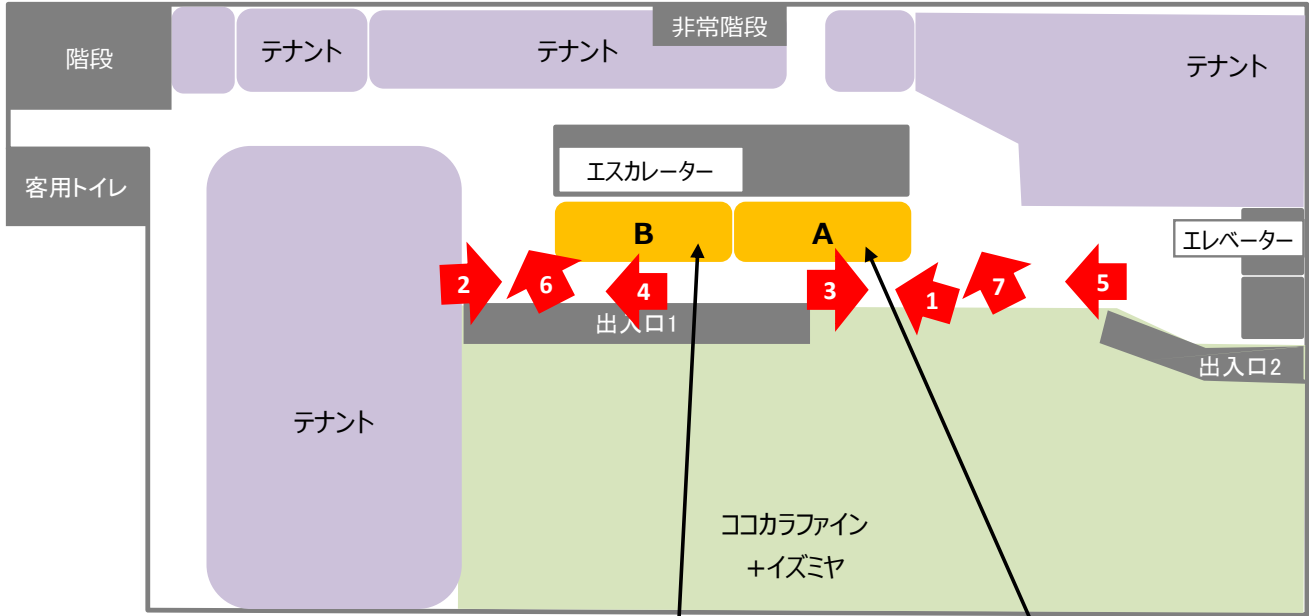 階段
テナント
テナント
非常階段
テナント
客用トイレ
エスカレーター
B
A
エレベーター
2
6
4
3
1
7
5
出入口1
出入口2
テナント
ココカラファイン
+イズミヤ